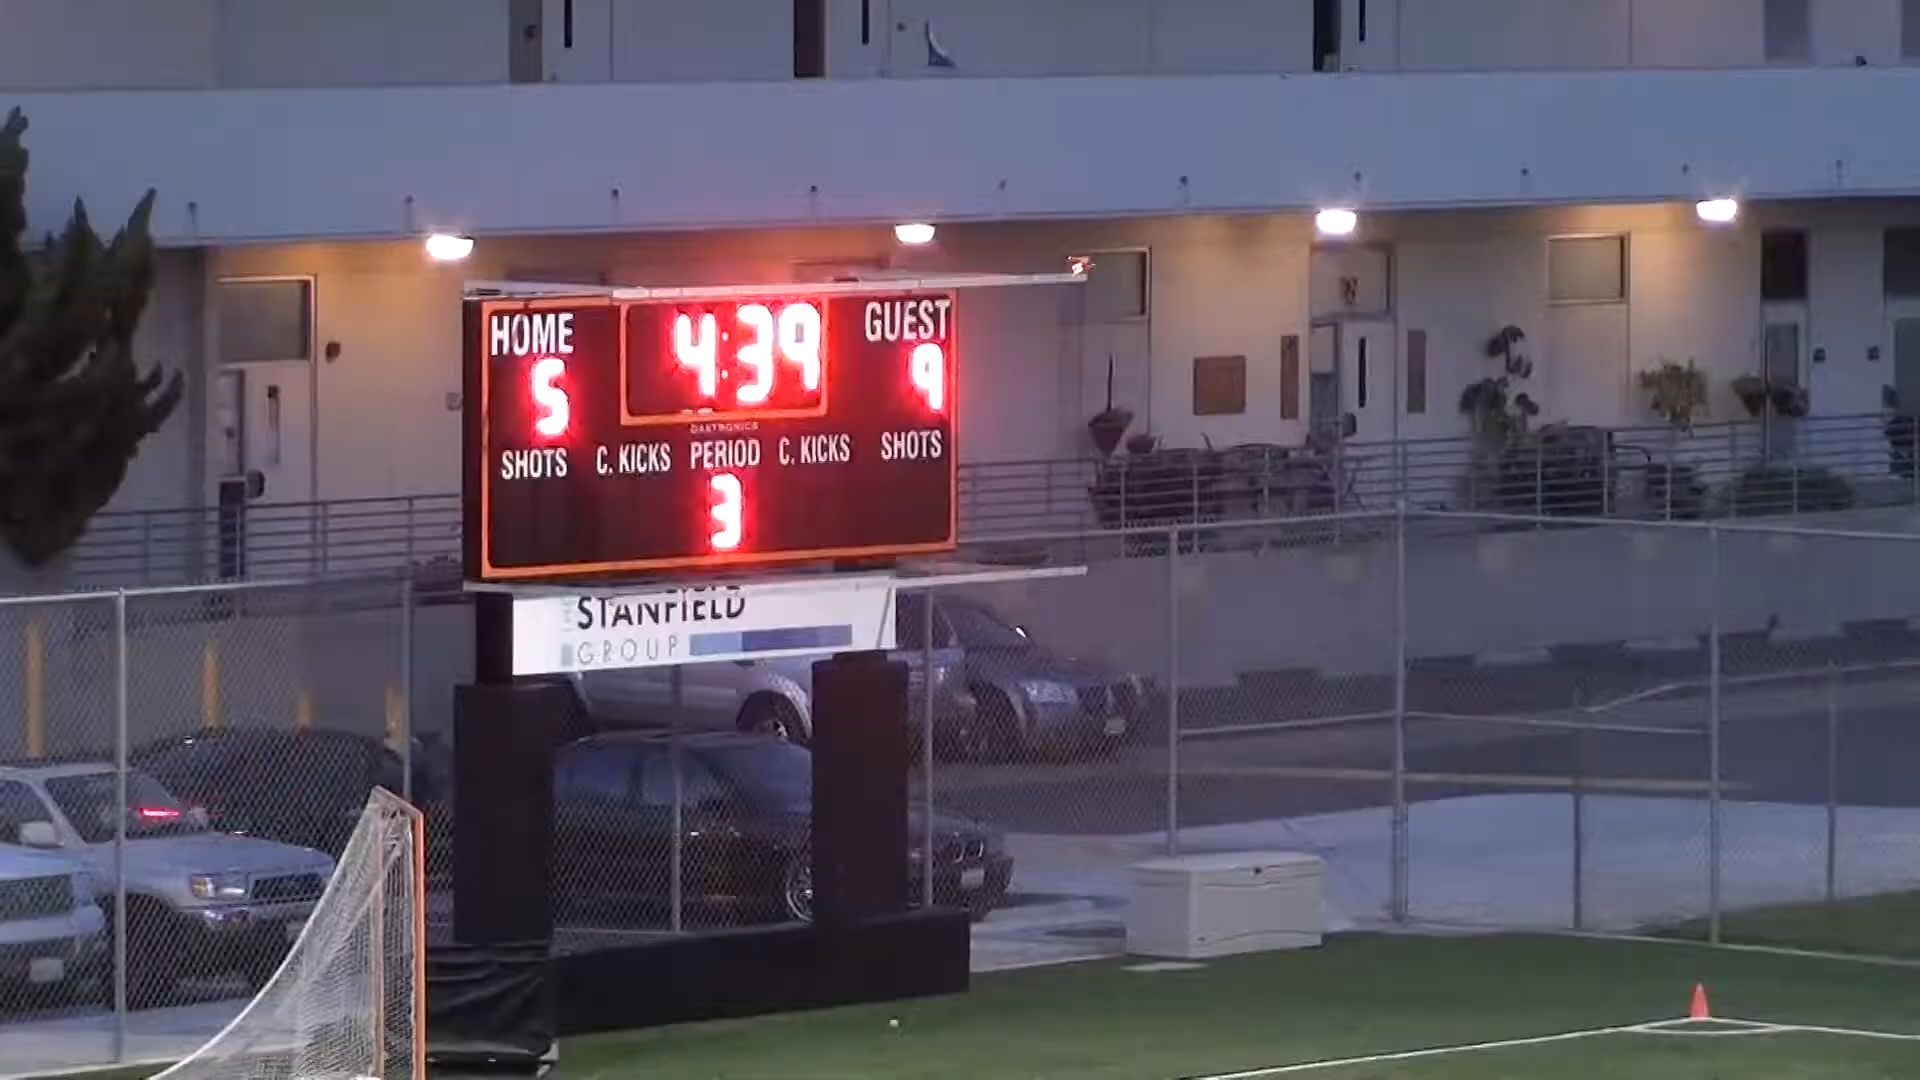 HOME 4:39 GUEST
5 9
DAKTRONICS
SHOTS C. KICKS PERIOD C. KICKS SHOTS
3
STANFIELD
GROUP